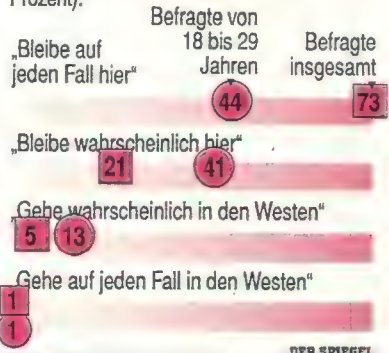 Prozent):
Befragte von
18 bis 29
Jahren
Befragte
insgesamt
„Bleibe auf
jeden Fall hier“
44
73
„Bleibe wahrscheinlich hier“
21
41
„Gehe wahrscheinlich in den Westen“
5
13
„Gehe auf jeden Fall in den Westen“
1
1
DER SPIEGEL